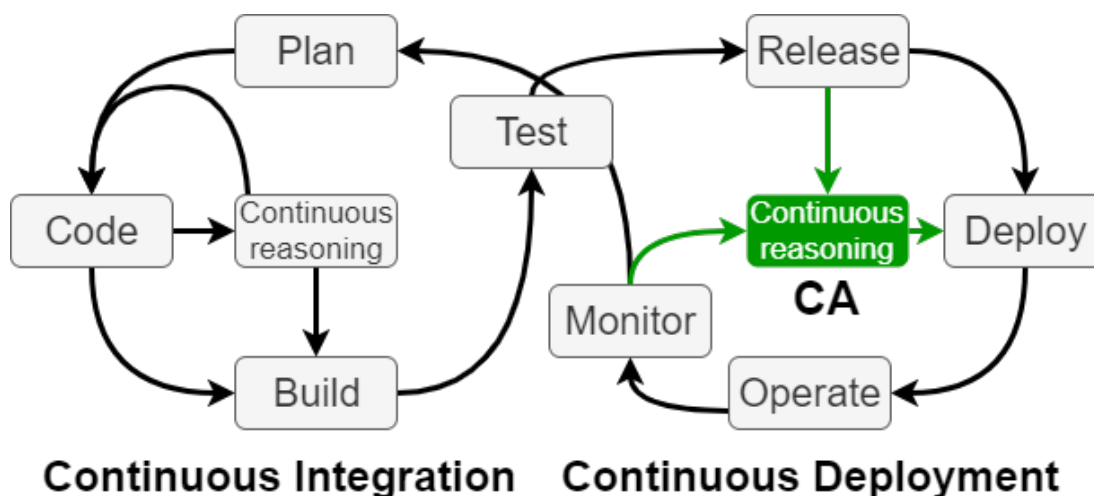 Plan
Release
Test
Code
Continuous
reasoning
Continuous
reasoning
Deploy
CA
Monitor
Build
Operate
Continuous Integration
Continuous Deployment